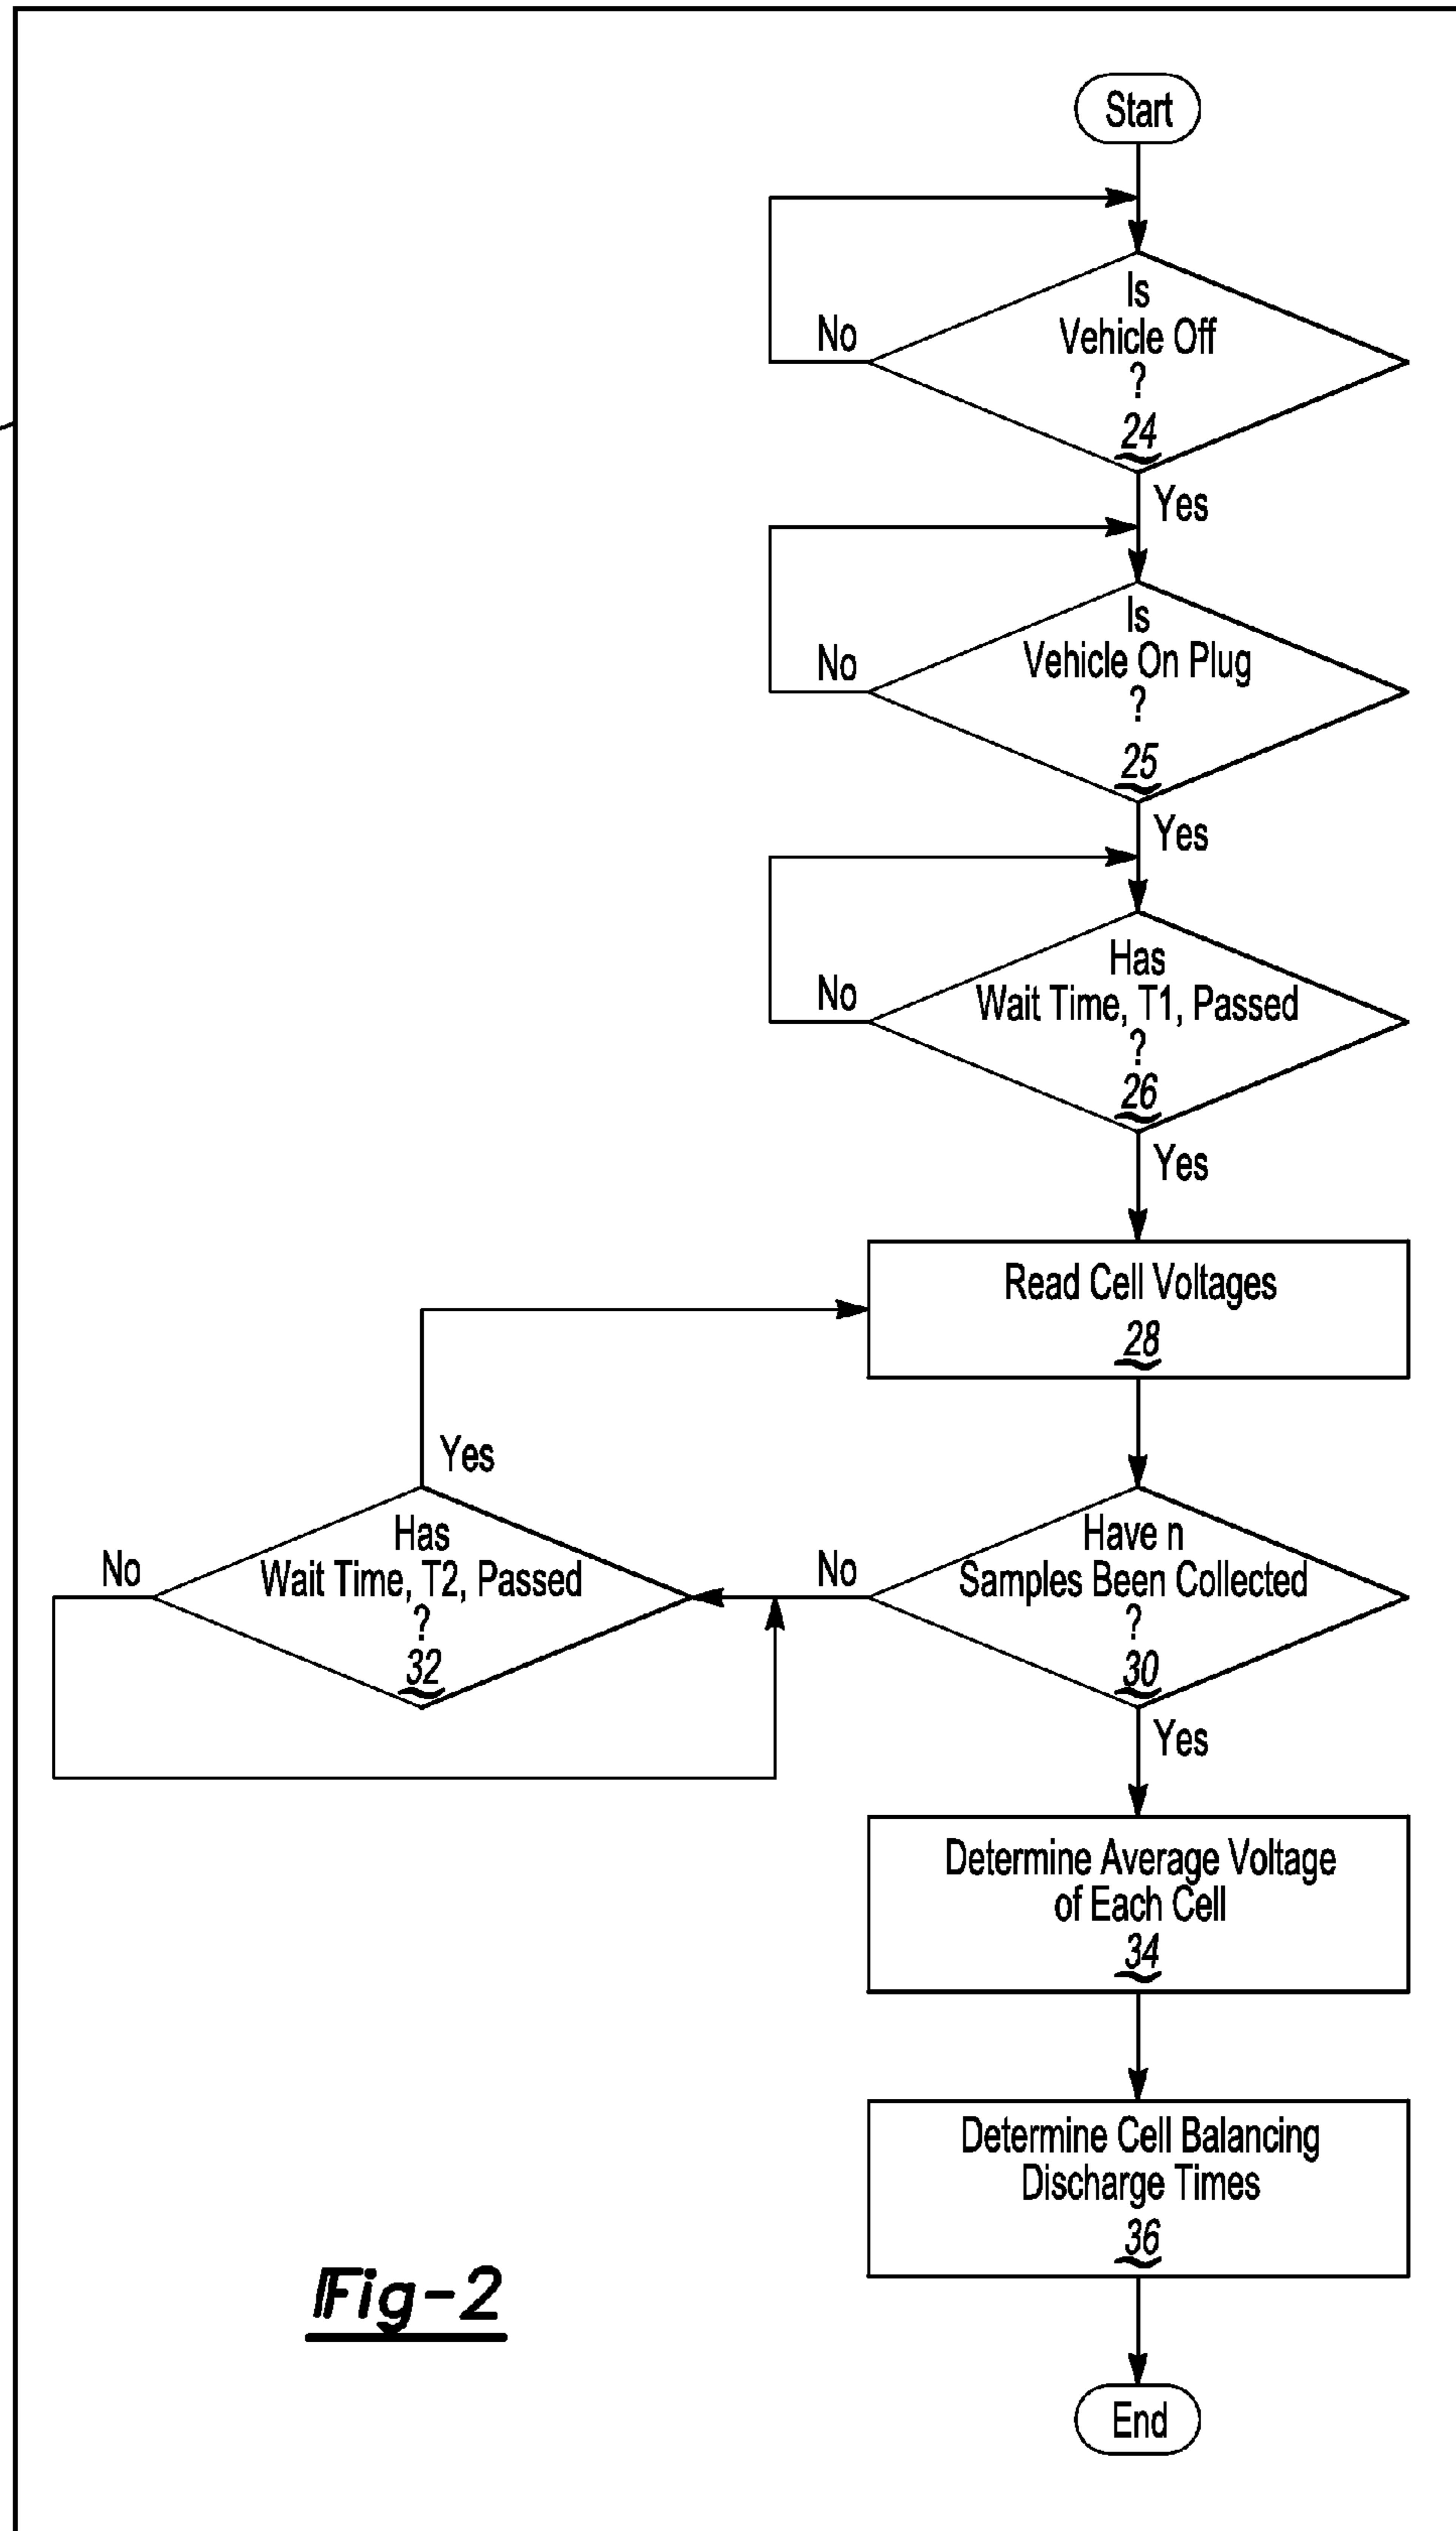 Start
Is
Vehicle Off
?
24
No
Yes
Is
Vehicle On Plug
?
25
No
Yes
Has
Wait Time, T1, Passed
?
26
No
Yes
Read Cell Voltages
28
Have n
Samples Been Collected
?
30
No
Has
Wait Time, T2, Passed
?
32
Yes
No
Yes
Determine Average Voltage
of Each Cell
34
Determine Cell Balancing
Discharge Times
36
End
Fig-2